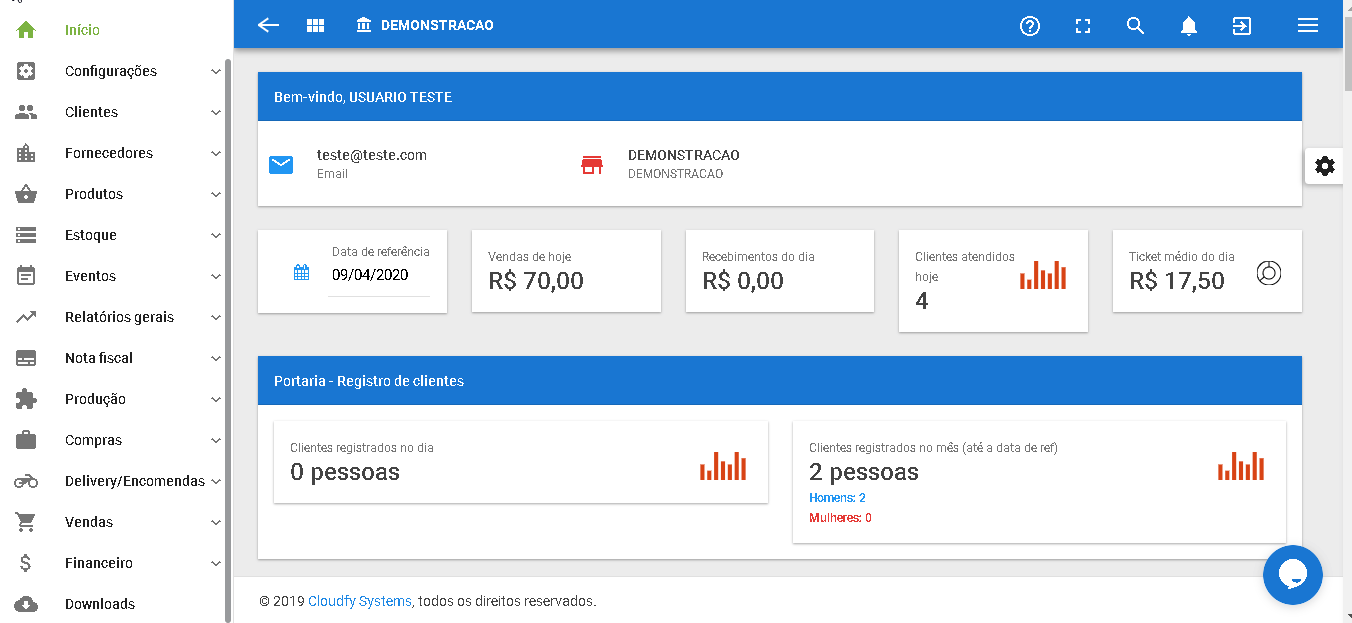 Início
Configurações
Clientes
Fornecedores
Produtos
Estoque
Eventos
Relatórios gerais
Nota fiscal
Produção
Compras
Delivery/Encomendas
Vendas
Financeiro
Downloads
DEMONSTRACAO
Bem-vindo, USUARIO TESTE
teste@teste.com
Email
DEMONSTRACAO
DEMONSTRACAO
Data de referência
09/04/2020
Vendas de hoje
R$ 70,00
Recebimentos do dia
R$ 0,00
Clientes atendidos
hoje
4
Ticket médio do dia
R$ 17,50
Portaria - Registro de clientes
Clientes registrados no dia
0 pessoas
Clientes registrados no mês (até a data de ref)
2 pessoas
Homens: 2
Mulheres: 0
© 2019 Cloudfy Systems, todos os direitos reservados.